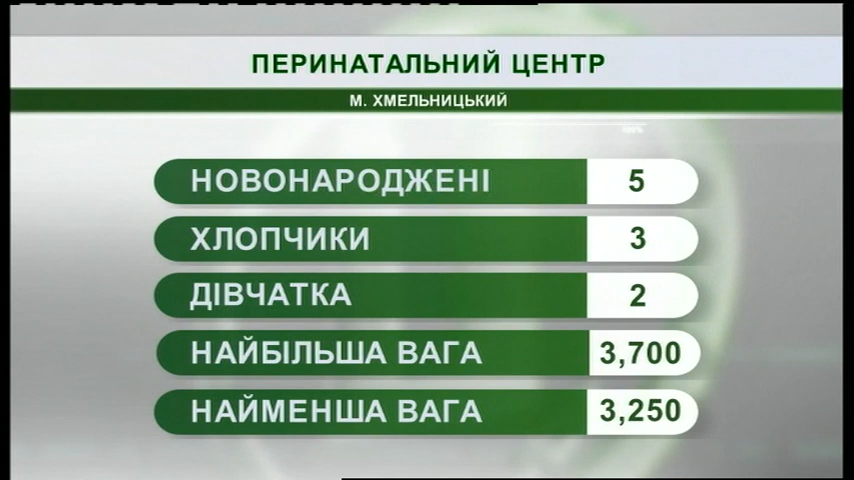 ПЕРИНАТАЛЬНИЙ ЦЕНТР
М. ХМЕЛЬНИЦЬКИЙ
НОВОНАРОДЖЕНІ 5
ХЛОПЧИКИ 3
ДІВЧАТКА 2
НАЙБІЛЬША ВАГА 3,700
НАЙМЕНША ВАГА 3,250